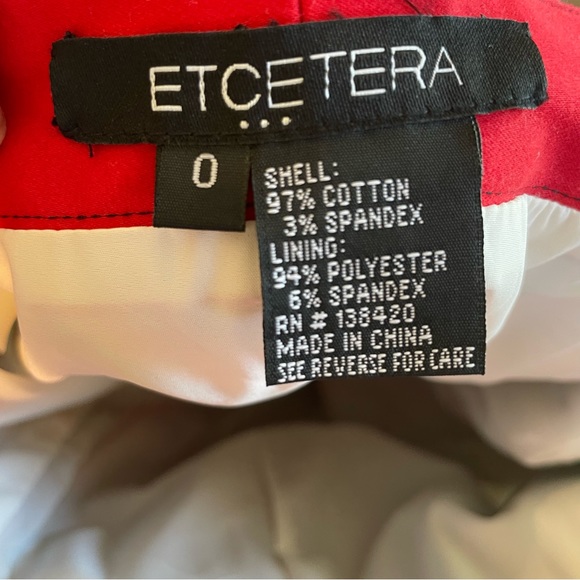 ETCETERA
...
0
SHELL:
97% COTTON
3% SPANDEX
LINING:
94% POLYESTER
6% SPANDEX
RN # 138420
MADE IN CHINA
SEE REVERSE FOR CARE